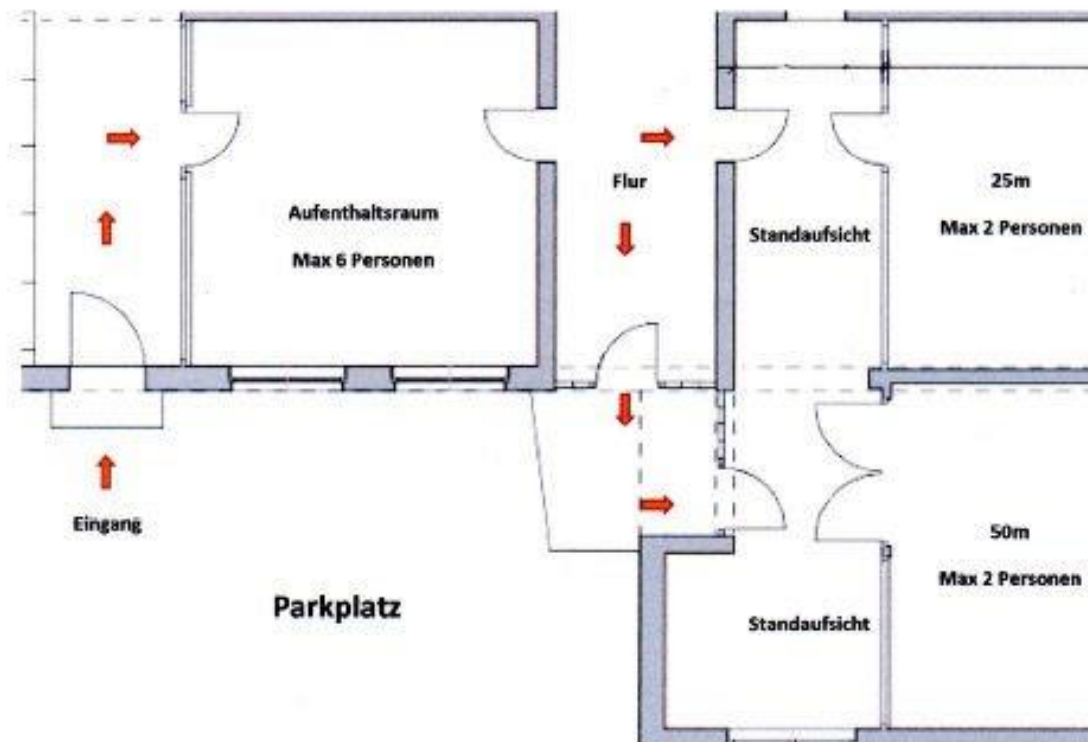 Flur
25m
Aufenthaltsraum
Max 2 Personen
Standaufsicht
Max 6 Personen
Eingang
50m
Max 2 Personen
Parkplatz
Standaufsicht